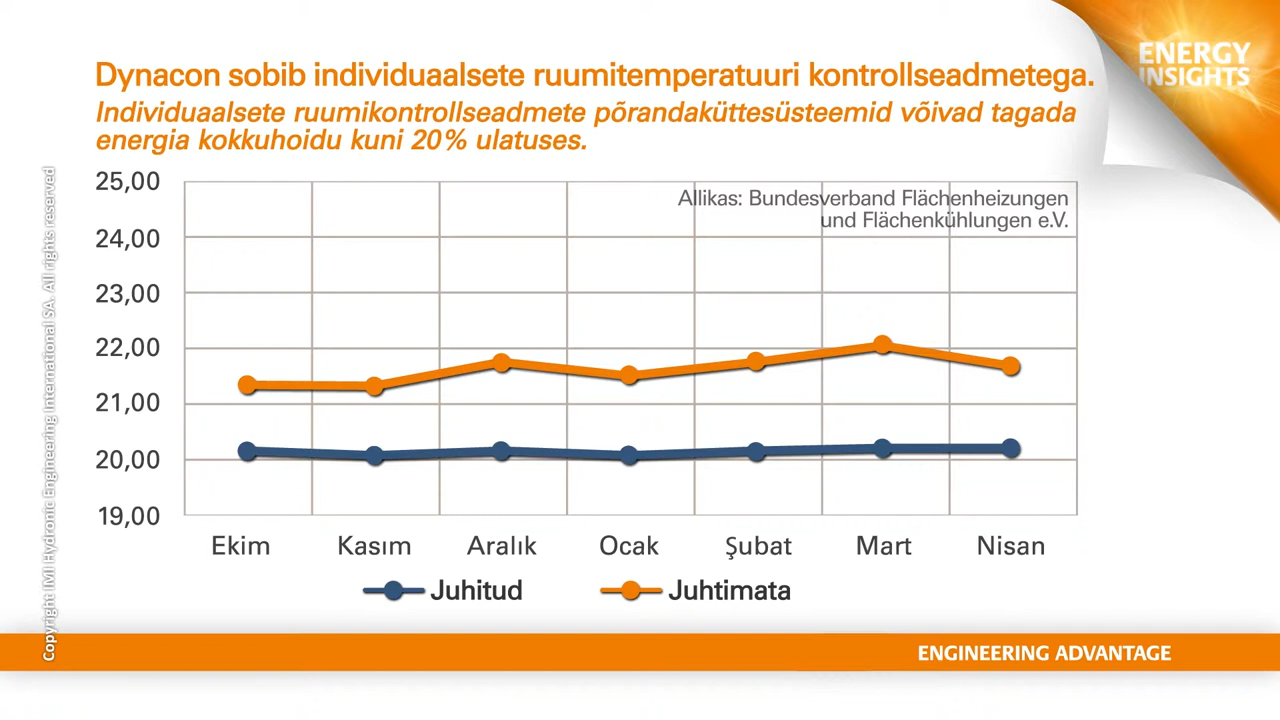 ENERGY
INSIGHTS
Dynacon sobib individuaalsete ruumitemperatuuri kontrollseadmetega.
Individuaalsete ruumikontrollseadmete põrandaküttesüsteemid võivad tagada
energia kokkuhoidu kuni 20% ulatuses.
Allikas: Bundesverband Flächenheizungen
und Flächenkühlungen e.V.
25,00
24,00
23,00
22,00
21,00
20,00
19,00
Ekim Kasım Aralık Ocak Şubat Mart Nisan
Juhitud Juhtimata
Copyright IMI Hydronic Engineering International SA. All rights reserved
ENGINEERING ADVANTAGE